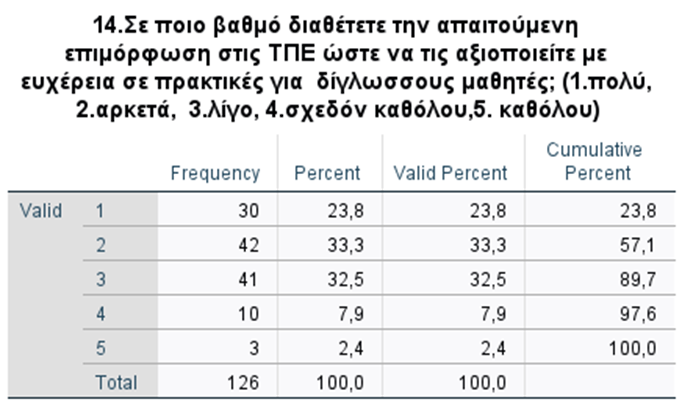 14.Σε ποιο βαθμό διαθέτετε την απαιτούμενη
επιμόρφωση στις ΤΠΕ ώστε να τις αξιοποιείτε με
ευχέρεια σε πρακτικές για δίγλωσσους μαθητές; (1.πολύ,
2.αρκετά, 3.λίγο, 4.σχεδόν καθόλου,5. καθόλου)
Frequency Percent Valid Percent Cumulative Percent
Valid 1 30 23,8 23,8 23,8
2 42 33,3 33,3 57,1
3 41 32,5 32,5 89,7
4 10 7,9 7,9 97,6
5 3 2,4 2,4 100,0
Total 126 100,0 100,0